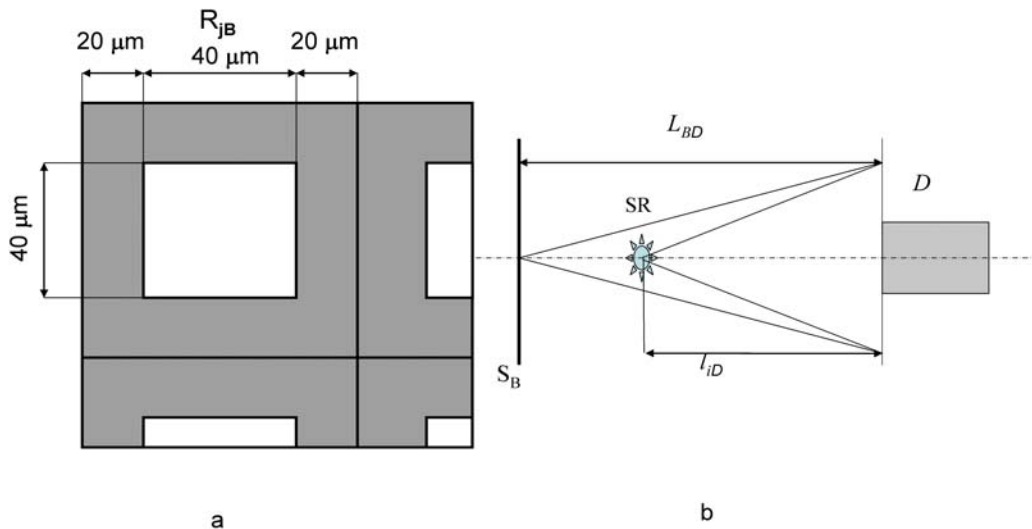 R_jB
20 μm
40 μm
20 μm
40 μm
L_BD
D
SR
S_B
l_iD
a
b